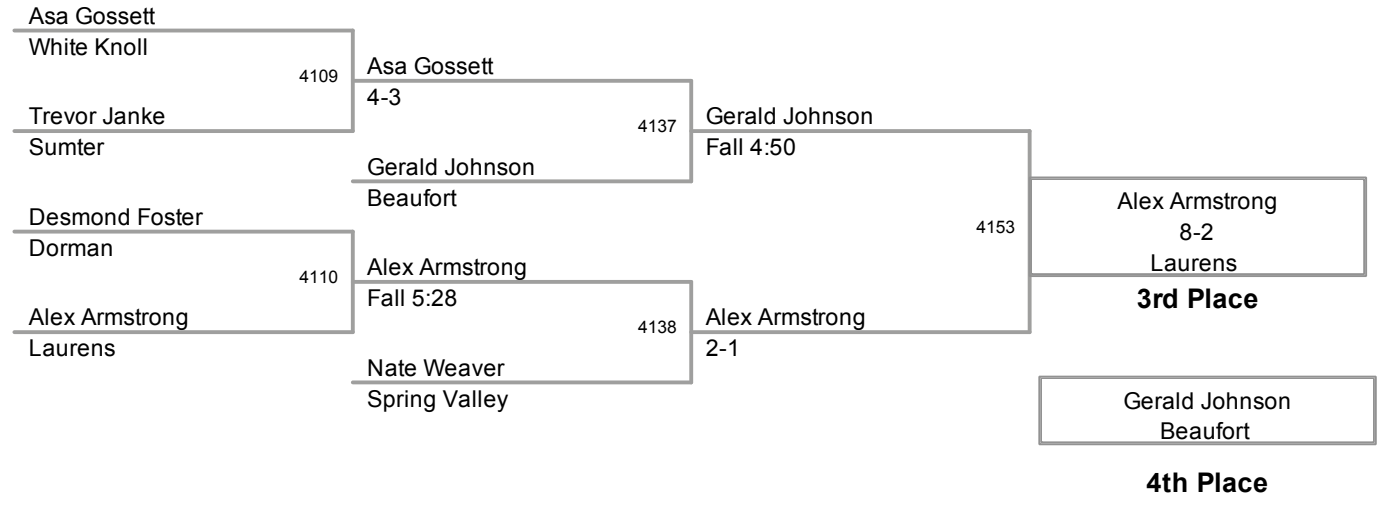 Asa Gossett
White Knoll
4109
Trevor Janke
Sumter
Desmond Foster
Dorman
4110
Alex Armstrong
Laurens
Asa Gossett
4-3
4137
Gerald Johnson
Beaufort
Alex Armstrong
Fall 5:28
4138
Nate Weaver
Spring Valley
Gerald Johnson
Fall 4:50
4153
Alex Armstrong
2-1
Alex Armstrong
8-2
Laurens
3rd Place
Gerald Johnson
Beaufort
4th Place